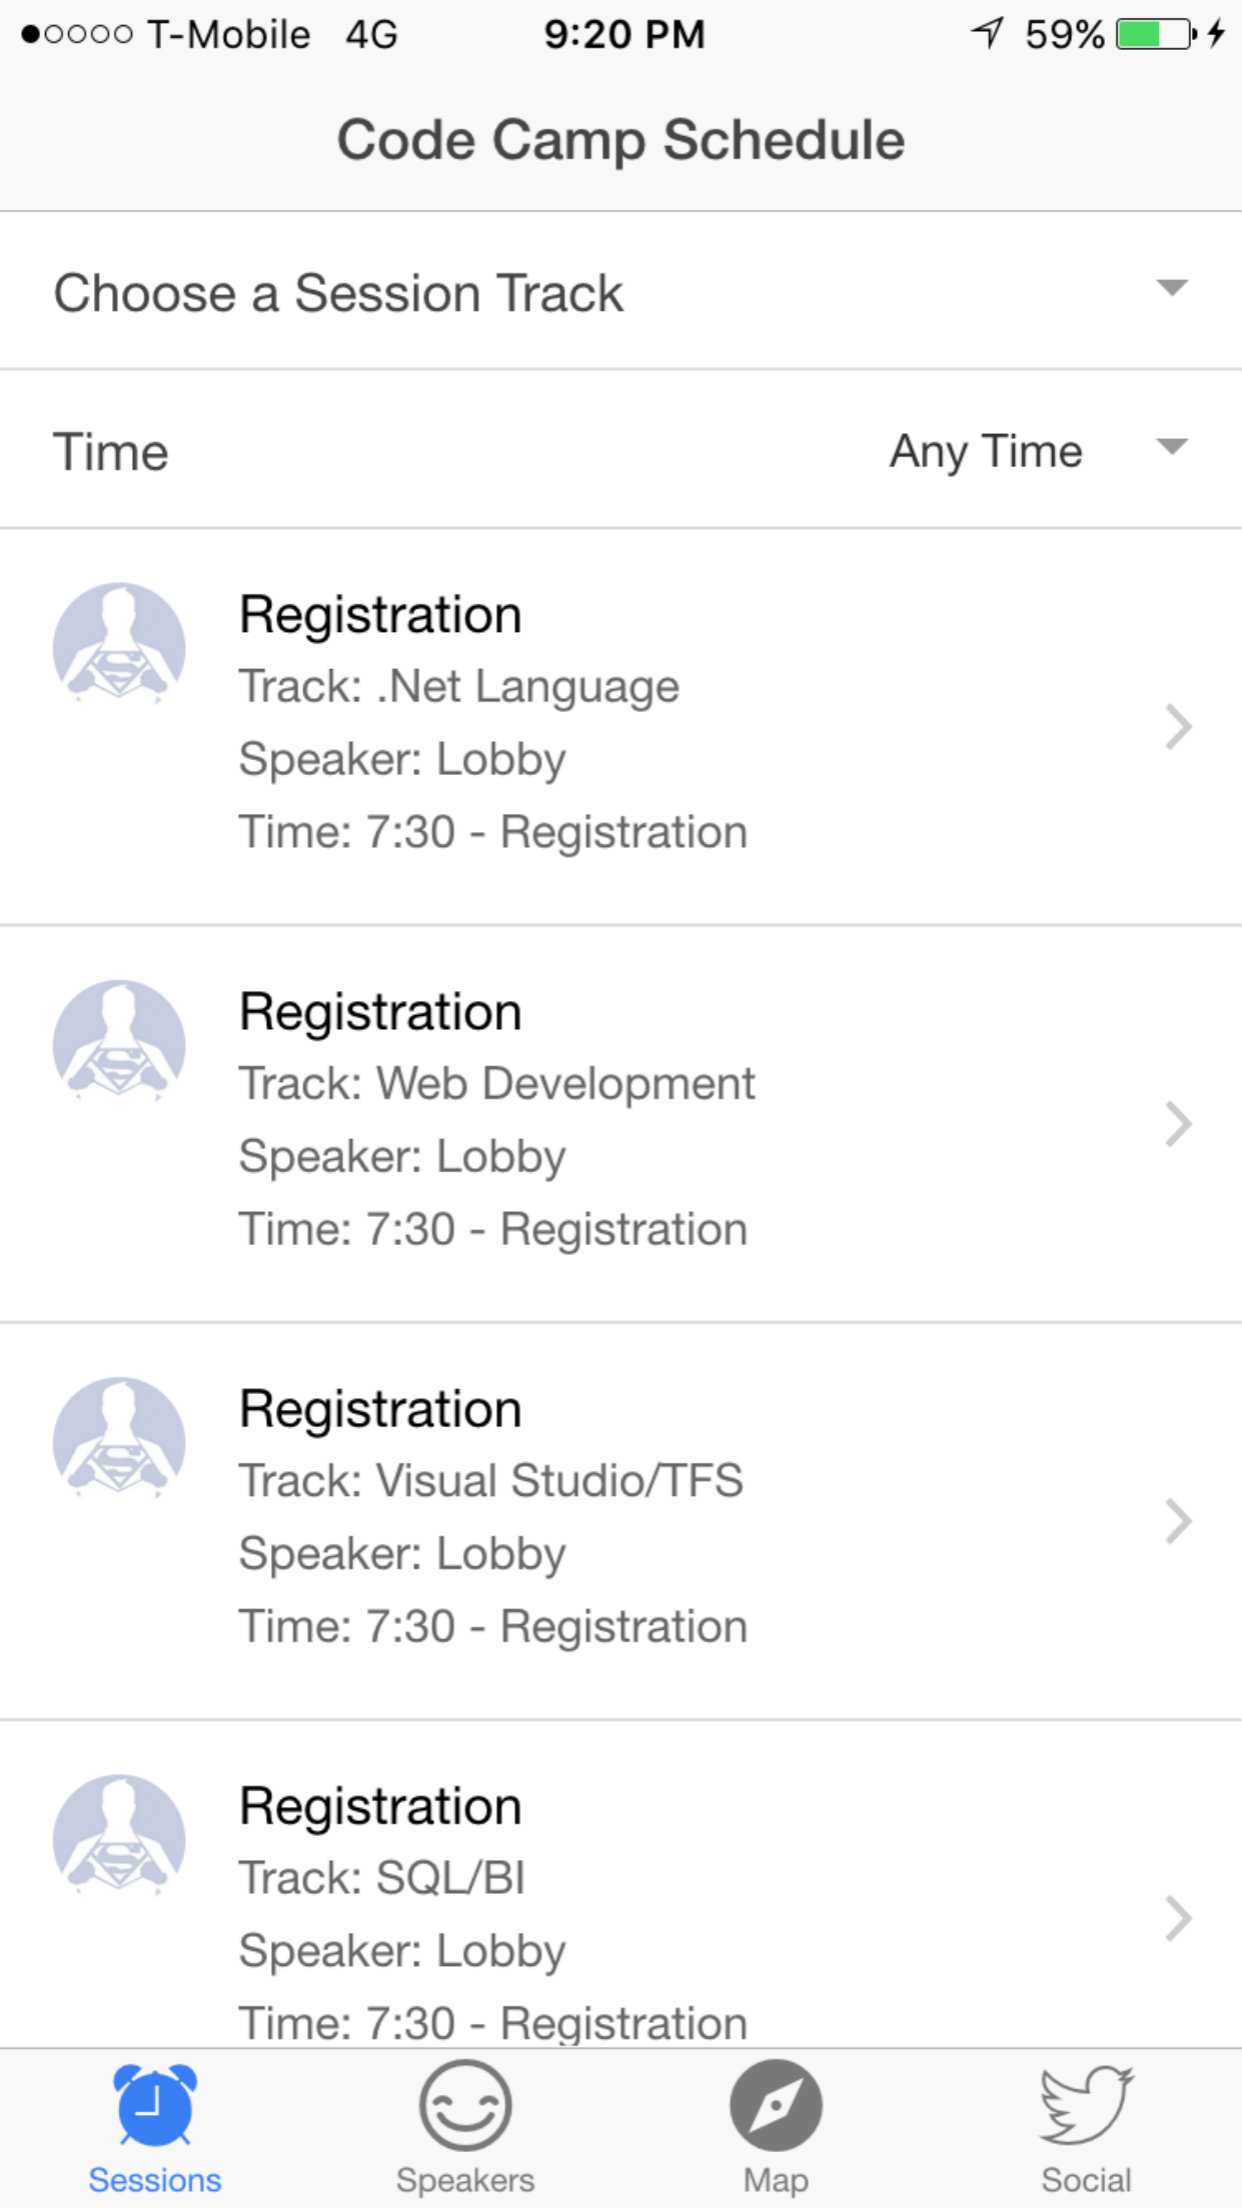 T-Mobile 4G 9:20 PM 59%
Code Camp Schedule
Choose a Session Track
Time Any Time
Registration
Track: .Net Language
Speaker: Lobby
Time: 7:30 - Registration
Registration
Track: Web Development
Speaker: Lobby
Time: 7:30 - Registration
Registration
Track: Visual Studio/TFS
Speaker: Lobby
Time: 7:30 - Registration
Registration
Track: SQL/BI
Speaker: Lobby
Time: 7:30 - Registration
Sessions Speakers Map Social